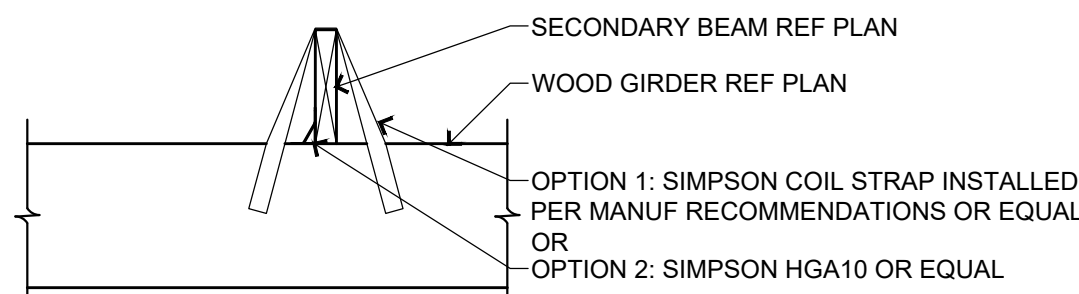 SECONDARY BEAM REF PLAN
WOOD GIRDER REF PLAN
OPTION 1: SIMPSON COIL STRAP INSTALLED
PER MANUF RECOMMENDATIONS OR EQUAL
OR
OPTION 2: SIMPSON HGA10 OR EQUAL